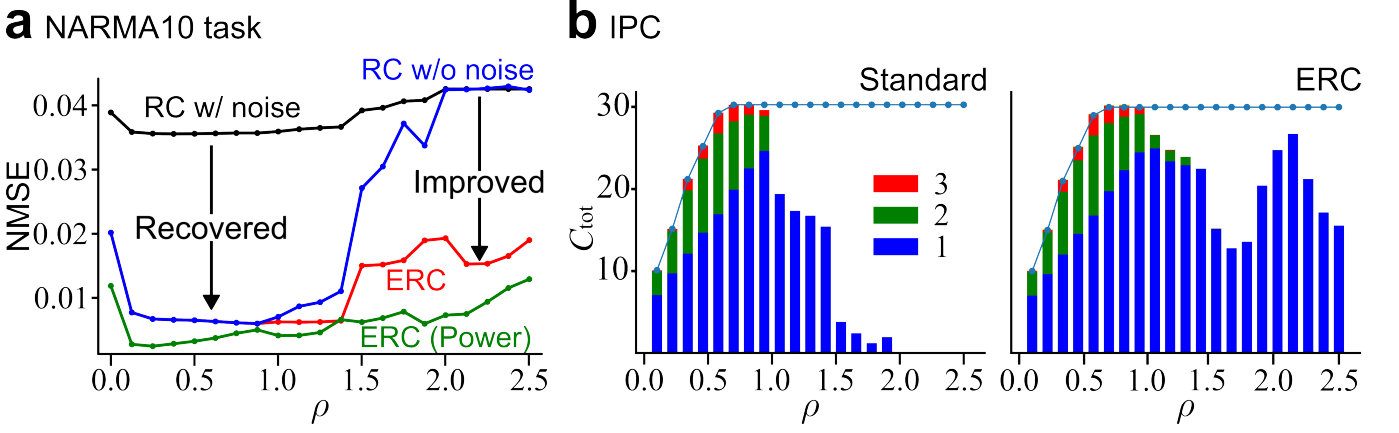 a NARMA10 task
RC w/o noise
RC w/ noise
Improved
Recovered
ERC
ERC (Power)
NMSE
0.04
0.03
0.02
0.01
0.0 0.5 1.0 1.5 2.0 2.5
ρ
b IPC
Standard
C_tot
30
20
10
3
2
1
0.0 0.5 1.0 1.5 2.0 2.5
ρ
ERC
0.0 0.5 1.0 1.5 2.0 2.5
ρ